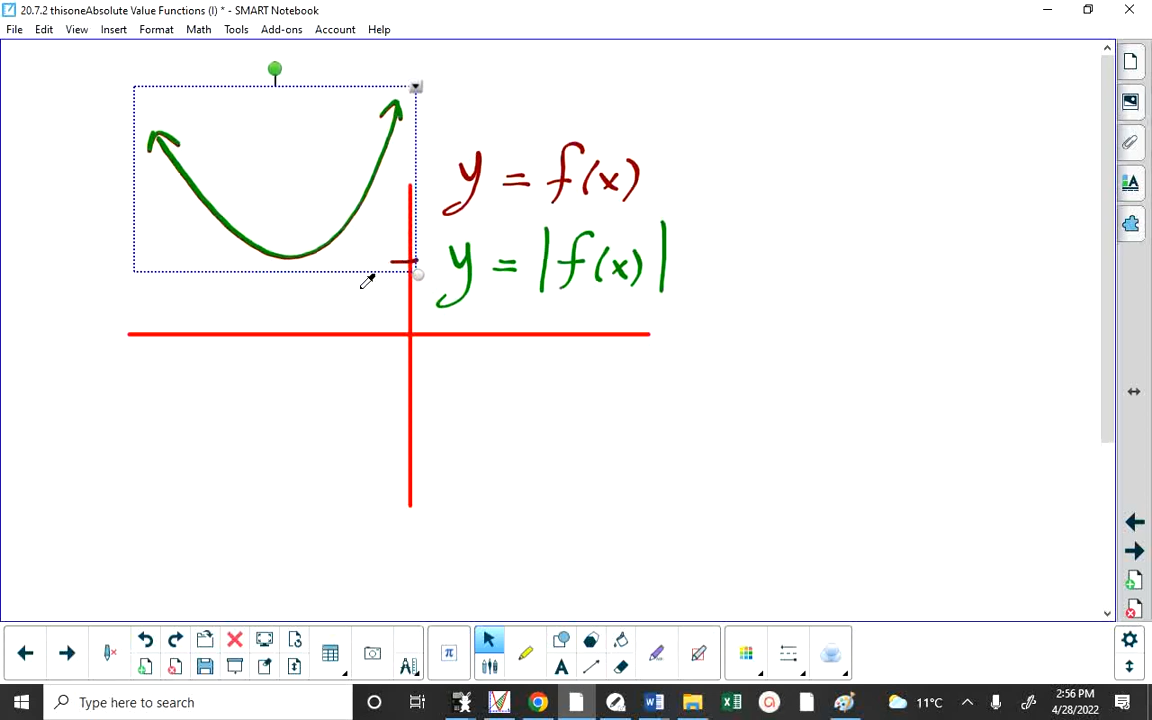 20.7.2 thisoneAbsolute Value Functions (I) * - SMART Notebook
File Edit View Insert Format Math Tools Add-ons Account Help
y = f(x)
y = |f(x)|
Type here to search
11°C
2:56 PM
4/28/2022